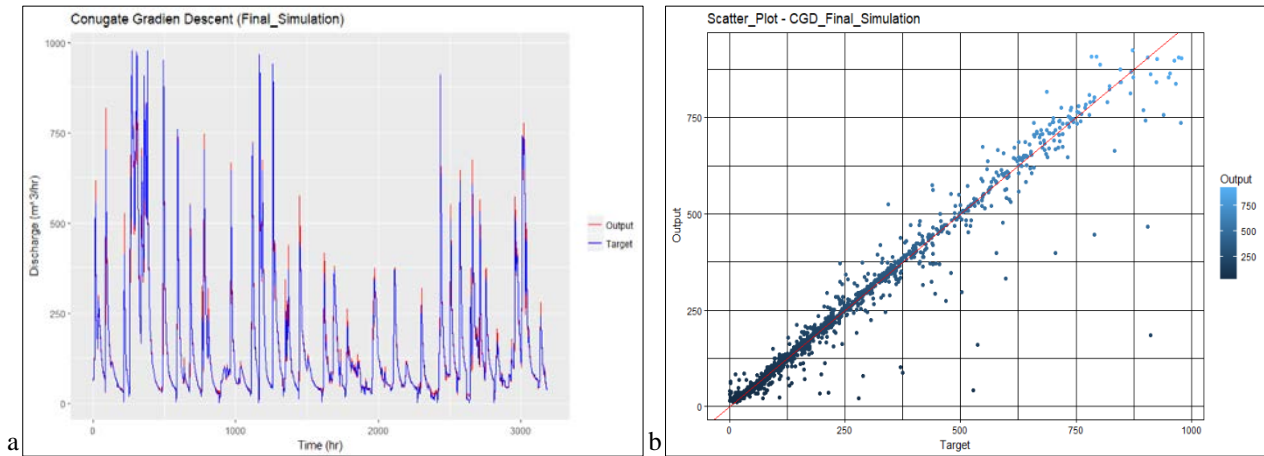 Conugate Gradien Descent (Final_Simulation)
1000
750
500
250
0
Discharge (m^3/hr)
0
1000
2000
3000
Time (hr)
Output
Target
a
Scatter_Plot - CGD_Final_Simulation
750
500
250
0
Output
0
250
500
750
1000
Target
Output
750
500
250
b